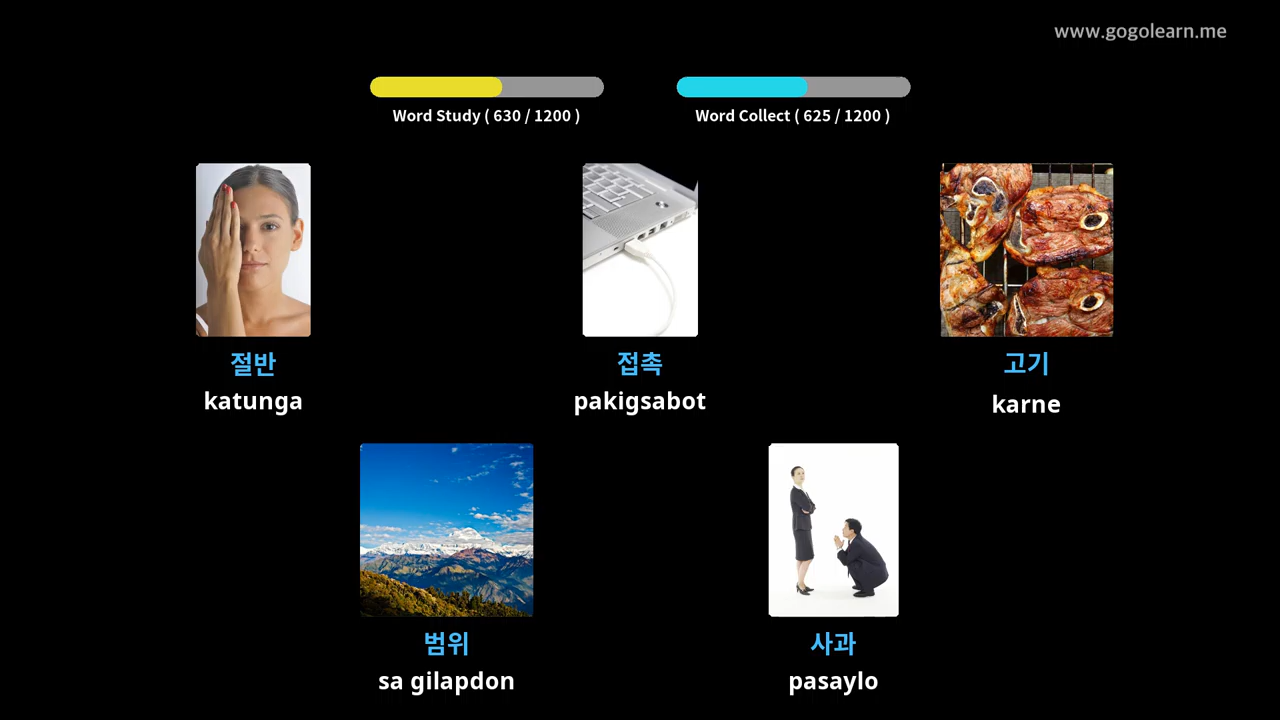 www.gogolearn.me
Word Study ( 630 / 1200 )
Word Collect ( 625 / 1200 )
절반
katunga
접촉
pakigsabot
고기
karne
범위
sa gilapdon
사과
pasaylo